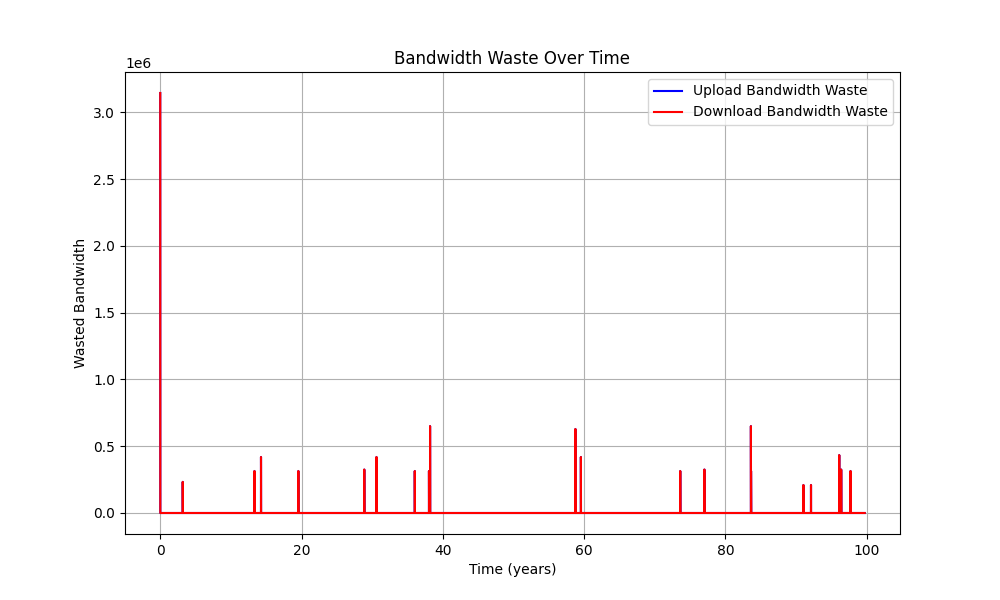 Bandwidth Waste Over Time
1e6
Upload Bandwidth Waste
Download Bandwidth Waste
3.0
2.5
2.0
1.5
1.0
0.5
0.0
Wasted Bandwidth
0 20 40 60 80 100
Time (years)